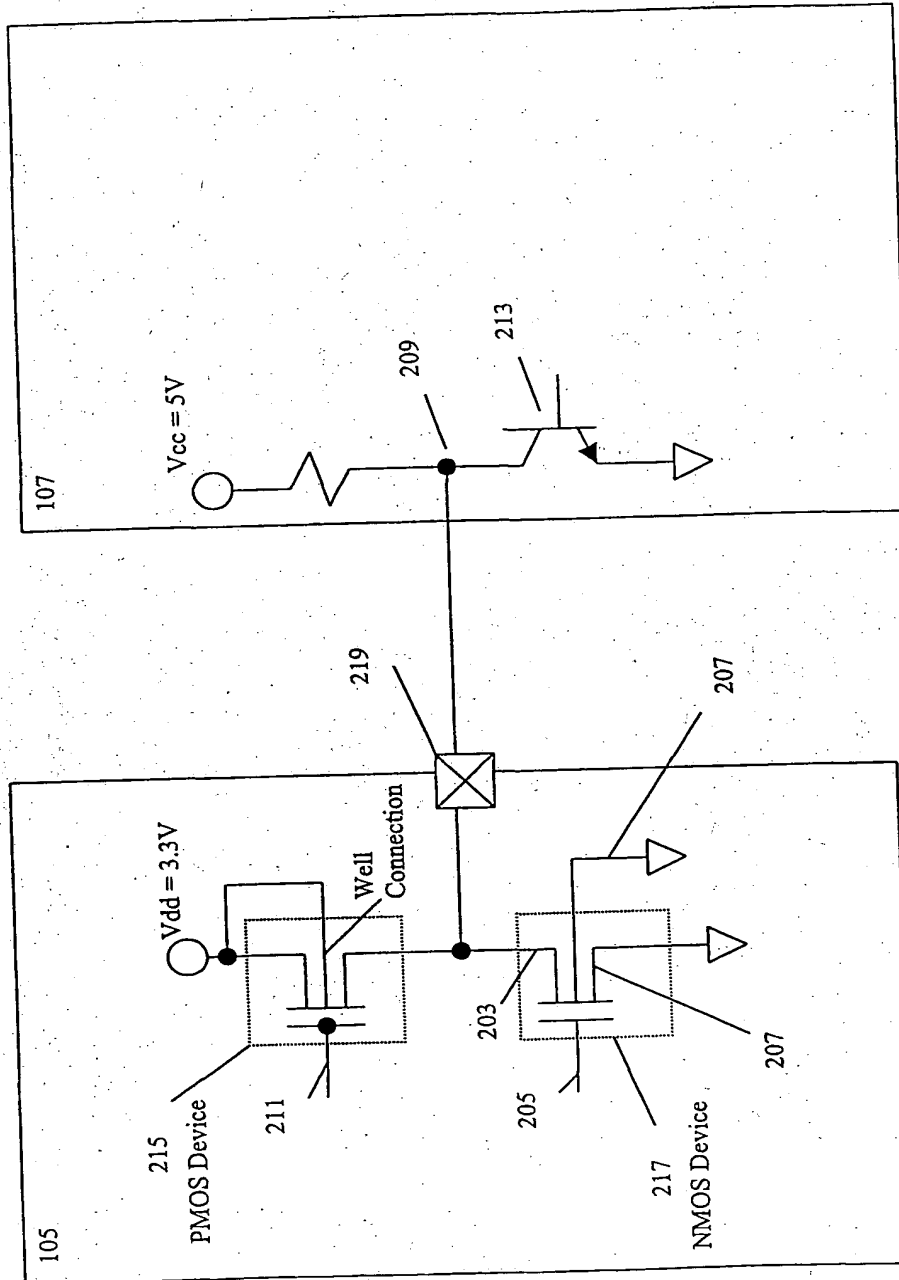 105
215
PMOS Device
211
Vdd = 3.3V
Well
Connection
203
205
207
217
NMOS Device
207
219
107
Vcc = 5V
209
213